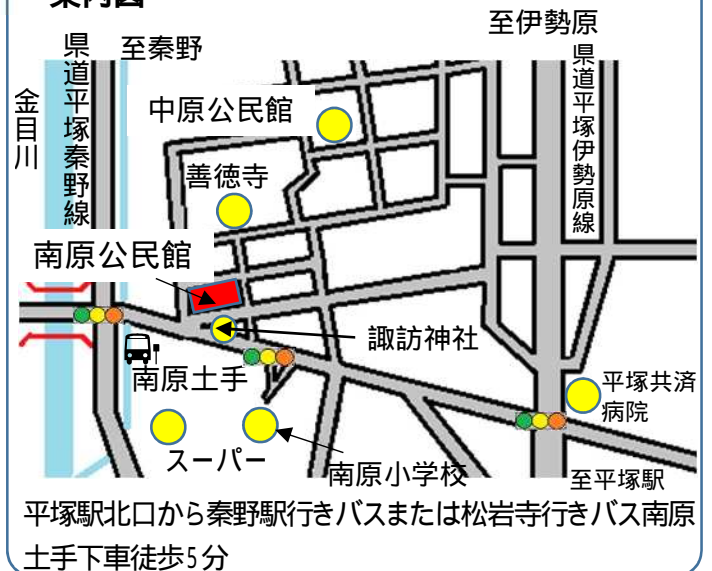 案内図
至伊勢原
県道平塚秦野線
至秦野
県道平塚伊勢原線
金目川
中原公民館
善徳寺
南原公民館
諏訪神社
南原土手
平塚共済
病院
スーパー
南原小学校
至平塚駅
平塚駅北口から秦野駅行きバスまたは松岩寺行きバス南原
土手下車徒歩5分